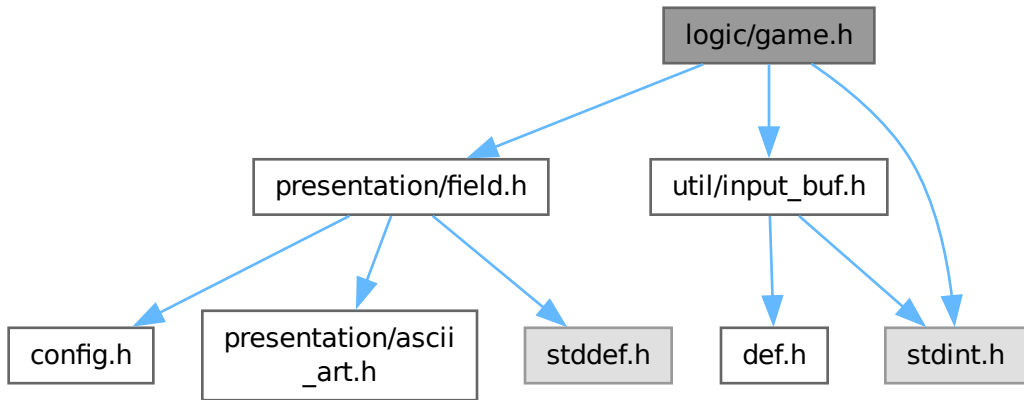 logic/game.h
presentation/field.h
util/input_buf.h
config.h
presentation/ascii
_art.h
stddef.h
def.h
stdint.h